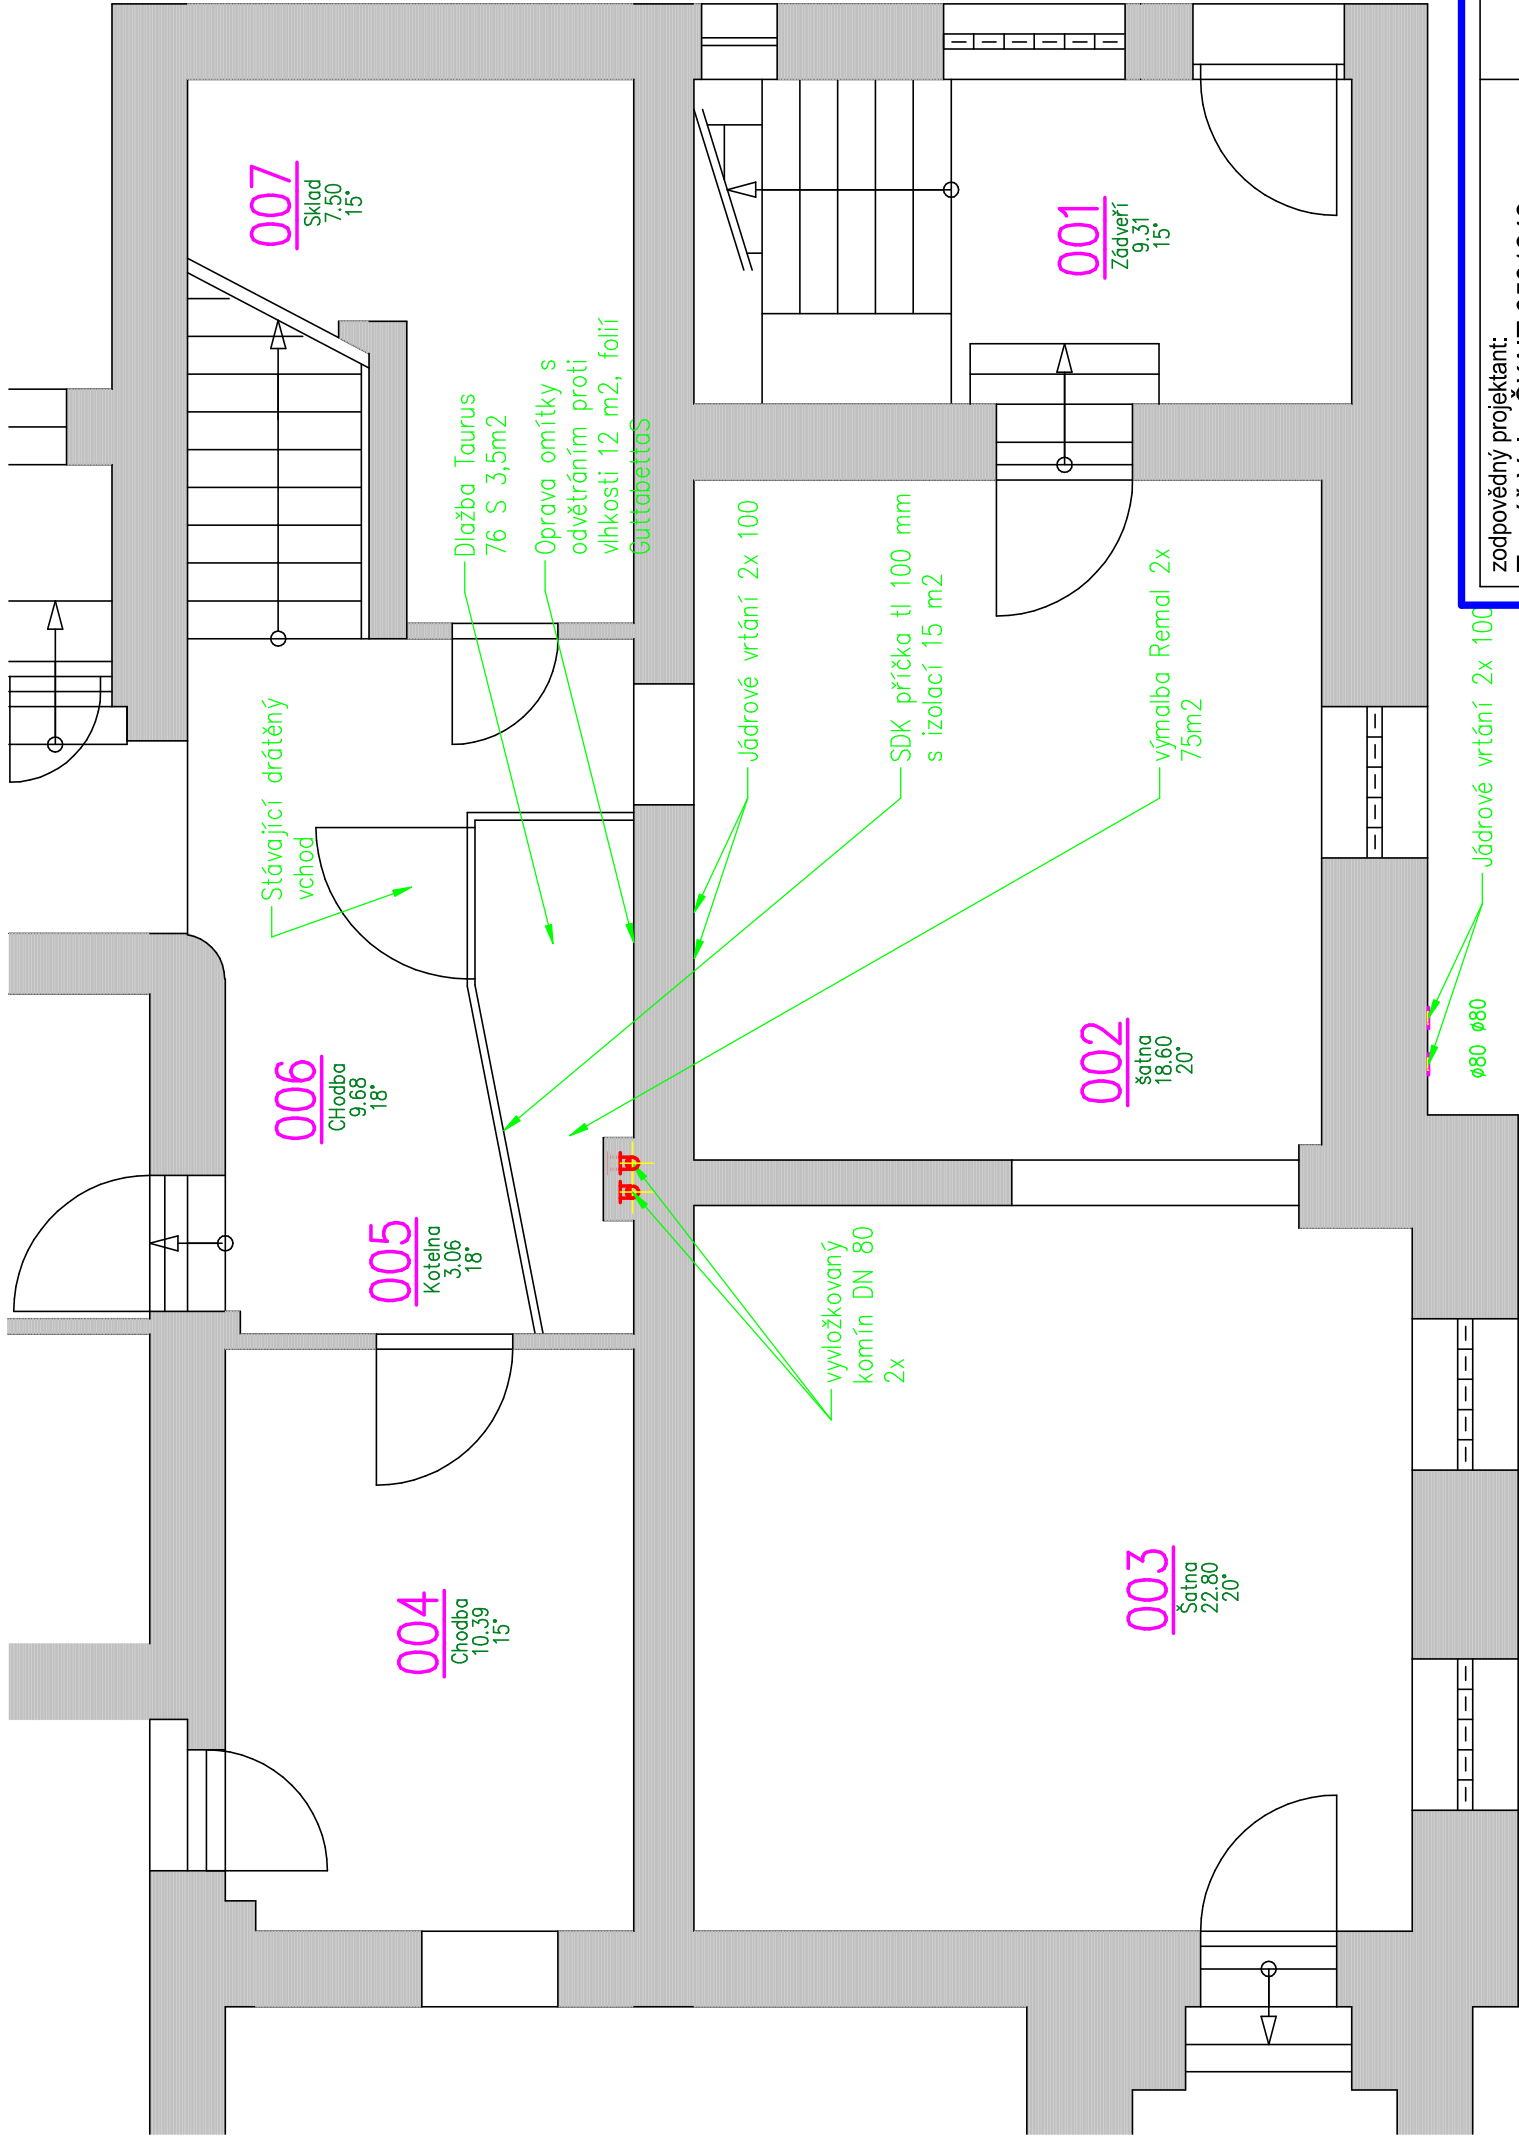 007
Sklad
7.50
15°
001
Zádveří
9.31
15°
Dlažba Taurus
76 S 3,5m2
Oprava omítky s
odvětráním proti
vlhkosti 12 m2, folií
GuttabettaS
Jádrové vrtání 2x 100
SDK příčka tl 100 mm
s izolací 15 m2
výmalba Remal 2x
75m2
Stávající drátěný
vchod
006
CHodba
9.68
18°
005
Kotelna
3.06
18°
002
šatna
18.60
20°
vyvložkovaný
komín DN 80
2x
004
Chodba
10.39
15°
003
Šatna
22.80
20°
Jádrové vrtání 2x 100
ø80 ø80
zodpovědný projektant: